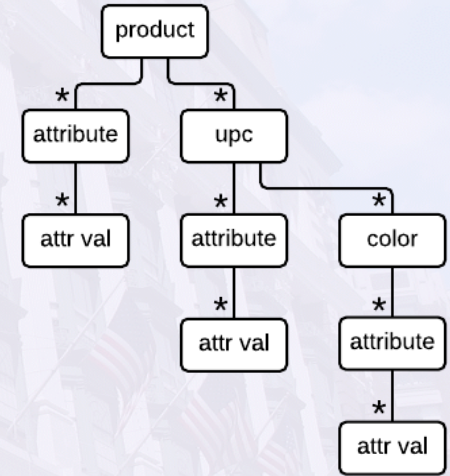 product
* *
attribute upc
* * *
attr val attribute color
* *
attr val attribute
*
attr val